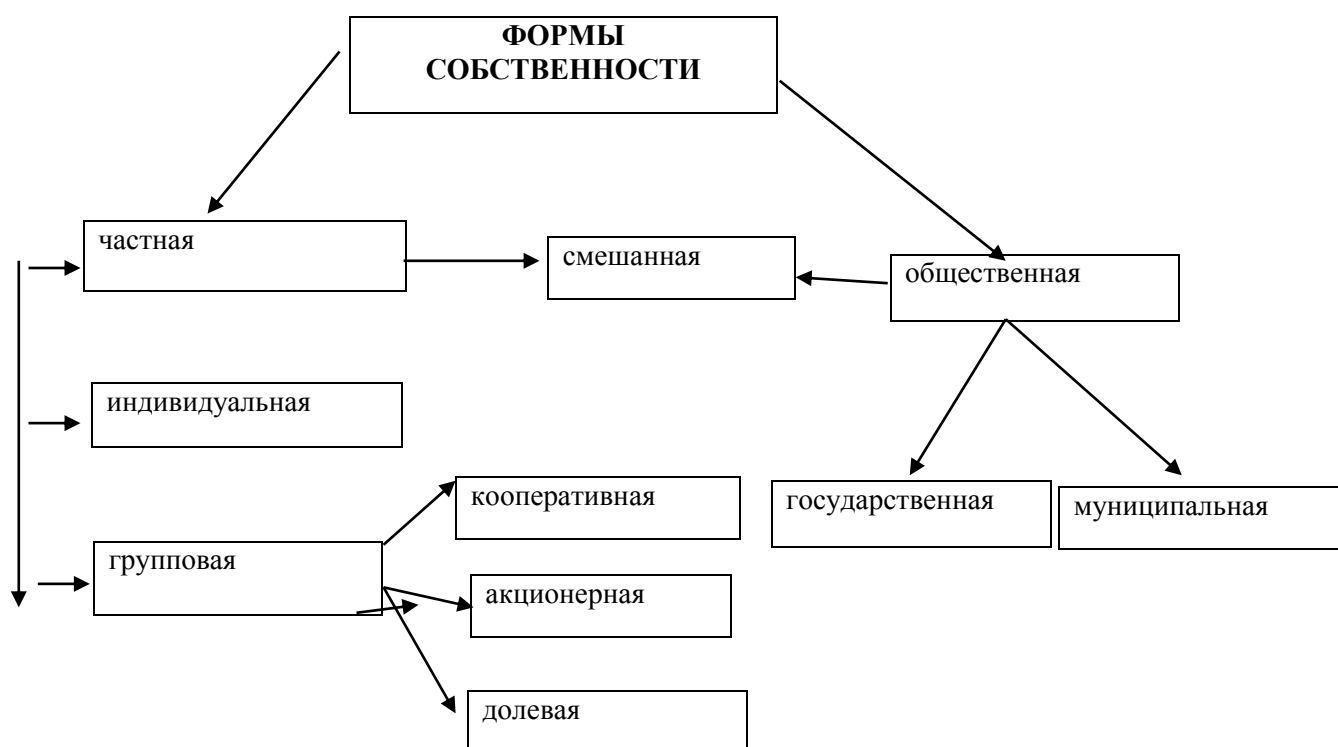 ФОРМЫ
СОБСТВЕННОСТИ
частная
смешанная
общественная
индивидуальная
кооперативная
государственная
муниципальная
групповая
акционерная
долевая